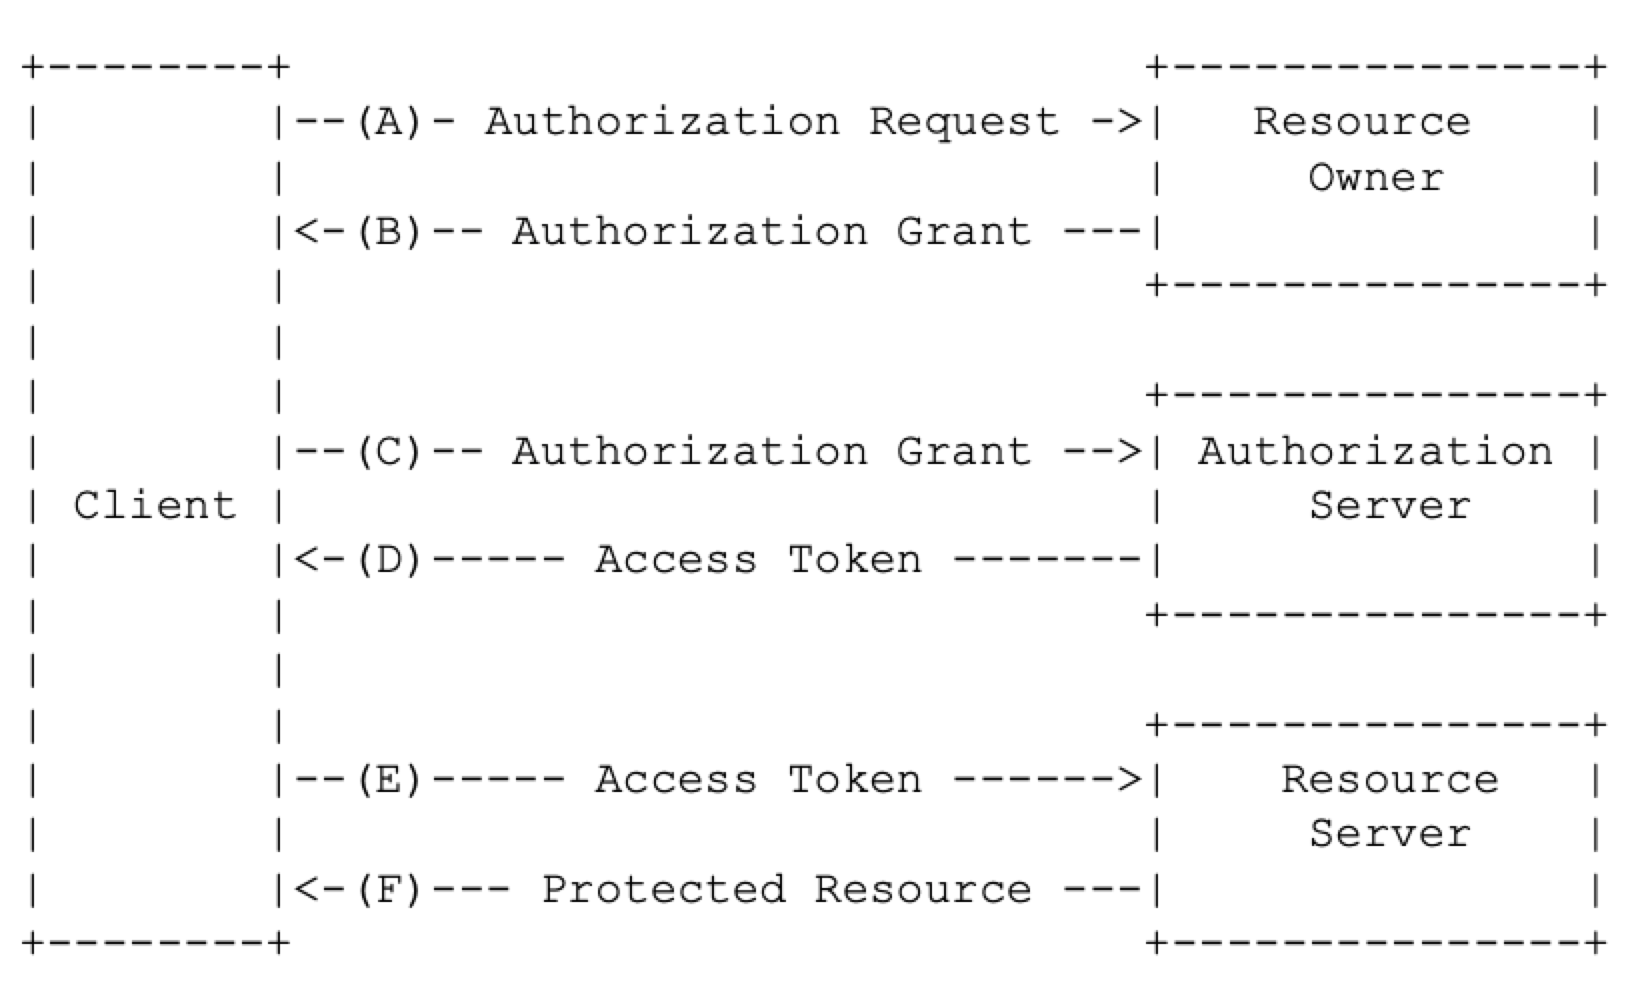 +--------+                               +---------------+
|        |--(A)- Authorization Request ->|   Resource    |
|        |                               |     Owner     |
|        |<-(B)-- Authorization Grant ---|               |
|        |                               +---------------+
|        |
|        |                               +---------------+
|        |--(C)-- Authorization Grant -->| Authorization |
| Client |                               |     Server    |
|        |<-(D)----- Access Token -------|               |
|        |                               +---------------+
|        |
|        |                               +---------------+
|        |--(E)----- Access Token ------>|    Resource   |
|        |                               |     Server    |
|        |<-(F)--- Protected Resource ---|               |
+--------+                               +---------------+